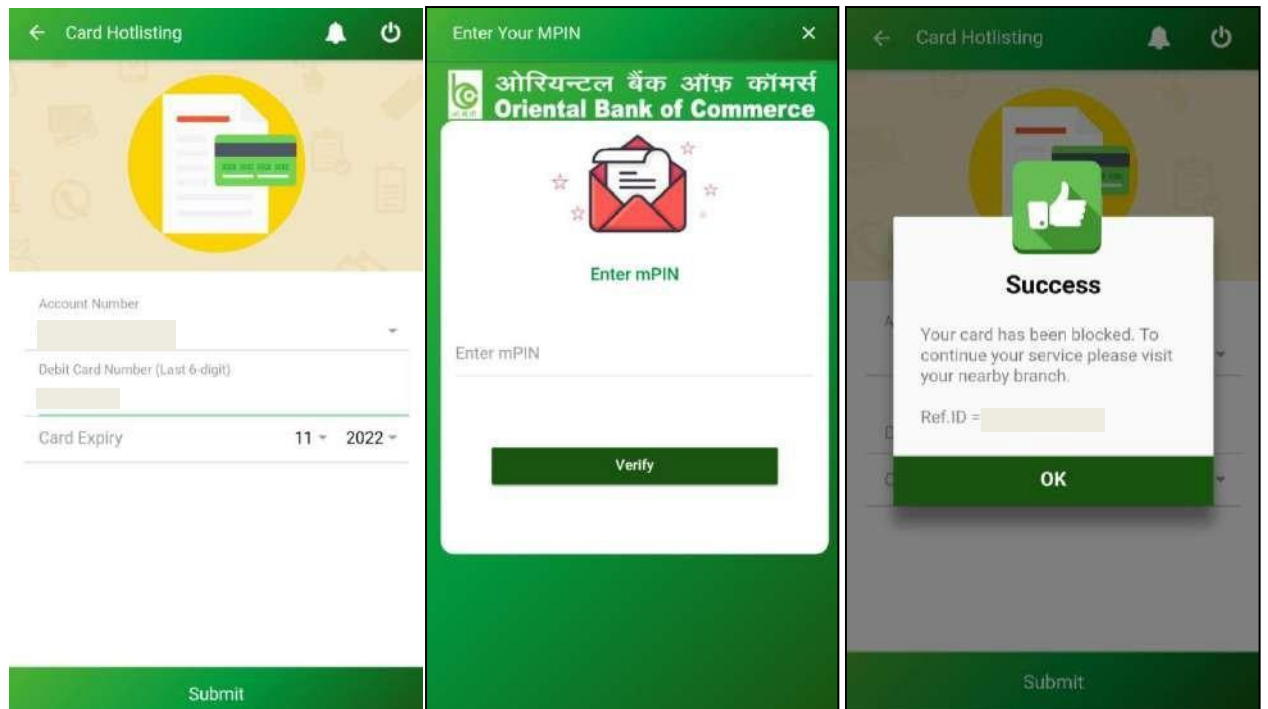 Card Hotlisting
Account Number
Debit Card Number (Last 6-digit)
Card Expiry
11
2022
Submit
Enter Your MPIN
ओरियन्टल बैंक ऑफ़ कॉमर्स
Oriental Bank of Commerce
Enter mPIN
Enter mPIN
Verify
Card Hotlisting
Success
Your card has been blocked. To
continue your service please visit
your nearby branch.
Ref.ID =
OK
Submit